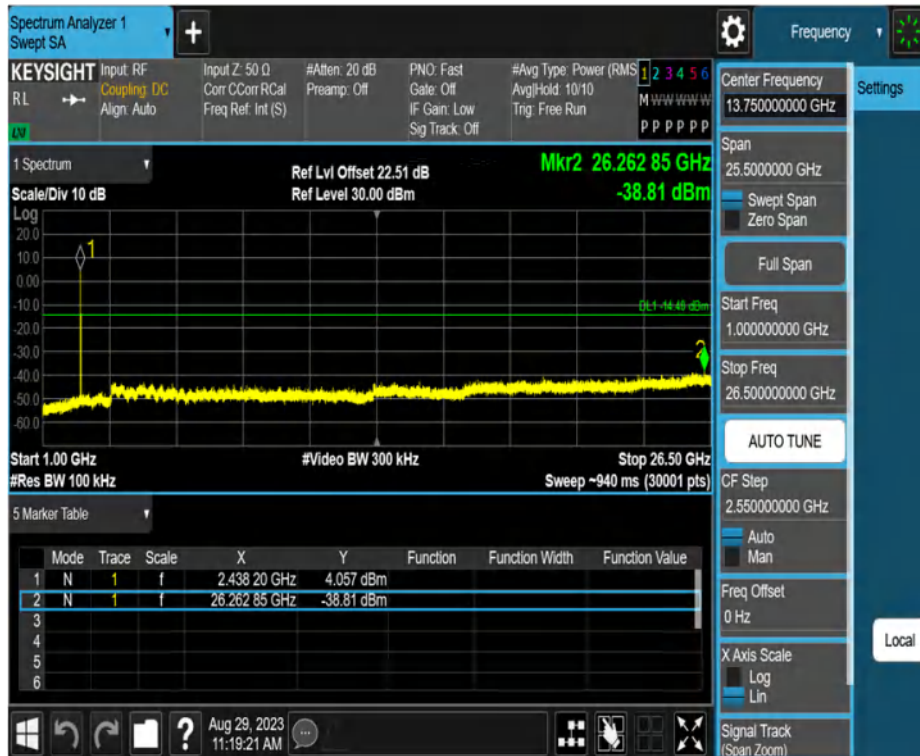 Spectrum Analyzer 1
Swept SA
Frequency
KEYSIGHT
RL
LNI
Input: RF
Coupling: DC
Align: Auto
Input Z: 50 Ω
Corr CCorr RCal
Freq Ref: Int (S)
#Atten: 20 dB
Preamp: Off
PNO: Fast
Gate: Off
IF Gain: Low
Sig Track: Off
#Avg Type: Power (RMS
Avg|Hold: 10/10
Trig: Free Run
1 2 3 4 5 6
M W W W W W
P P P P P P
Center Frequency
13.750000000 GHz
Settings
Span
25.5000000 GHz
Swept Span
Zero Span
Full Span
Start Freq
1.000000000 GHz
Stop Freq
26.500000000 GHz
AUTO TUNE
CF Step
2.550000000 GHz
Auto
Man
Freq Offset
0 Hz
X Axis Scale
Log
Lin
Signal Track
(Span Zoom)
Local
1 Spectrum
Scale/Div 10 dB
Ref Lvl Offset 22.51 dB
Ref Level 30.00 dBm
Mkr2 26.262 85 GHz
-38.81 dBm
Log
20.0
10.0
0.00
-10.0
-20.0
-30.0
-40.0
-50.0
-60.0
1
DL1 -14.48 dBm
2
Start 1.00 GHz
#Res BW 100 kHz
#Video BW 300 kHz
Stop 26.50 GHz
Sweep ~940 ms (30001 pts)
5 Marker Table
Mode Trace Scale X Y Function Function Width Function Value
1 N 1 f 2.438 20 GHz 4.057 dBm
2 N 1 f 26.262 85 GHz -38.81 dBm
3
4
5
6
?
Aug 29, 2023
11:19:21 AM